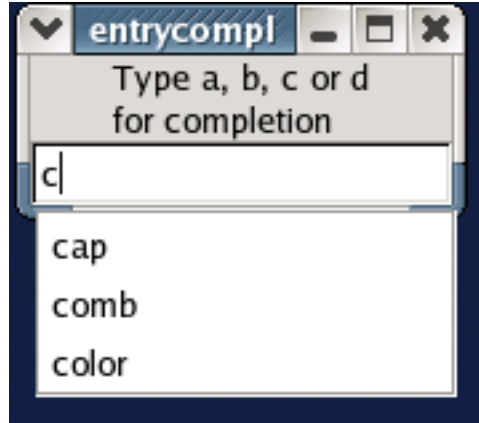 entrycompl
Type a, b, c or d
for completion
c
cap
comb
color